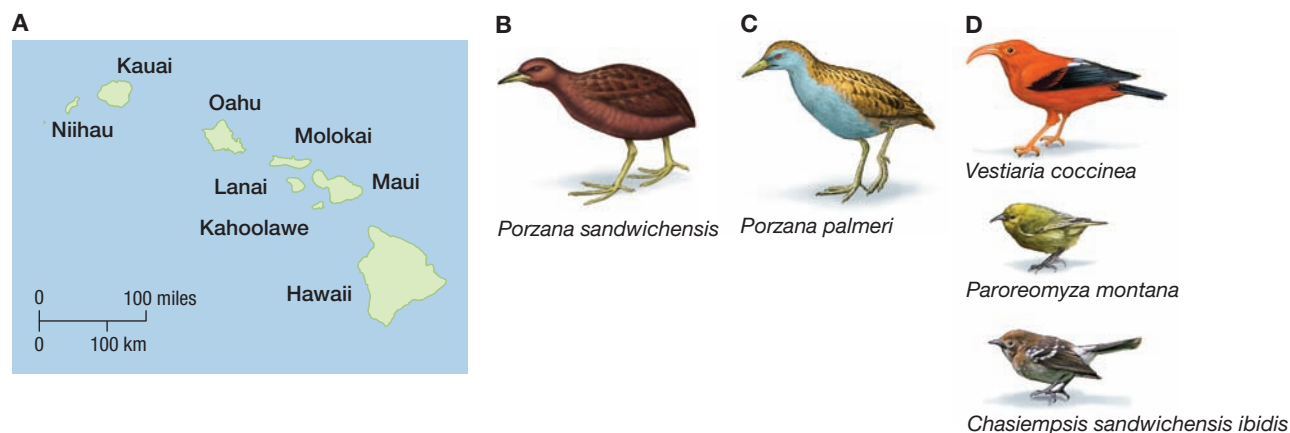 A
Kauai
Niihau
Oahu
Molokai
Lanai
Maui
Kahoolawe
Hawaii
0 100 miles
0 100 km
B
Porzana sandwichensis
C
Porzana palmeri
D
Vestiaria coccinea
Paroreomyza montana
Chasiempsis sandwichensis ibidis